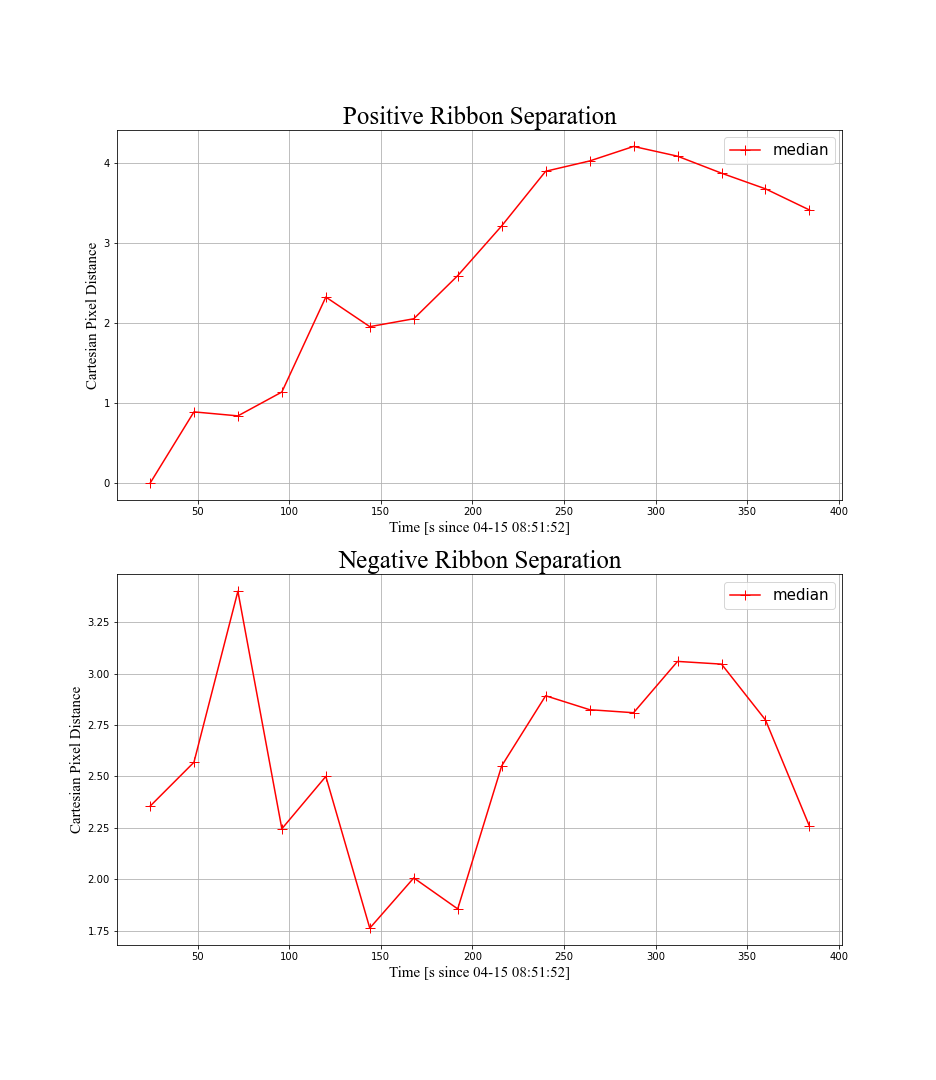 Positive Ribbon Separation
median
Cartesian Pixel Distance
4
3
2
1
0
50 100 150 200 250 300 350 400
Time [s since 04-15 08:51:52]
Negative Ribbon Separation
median
Cartesian Pixel Distance
3.25
3.00
2.75
2.50
2.25
2.00
1.75
50 100 150 200 250 300 350 400
Time [s since 04-15 08:51:52]